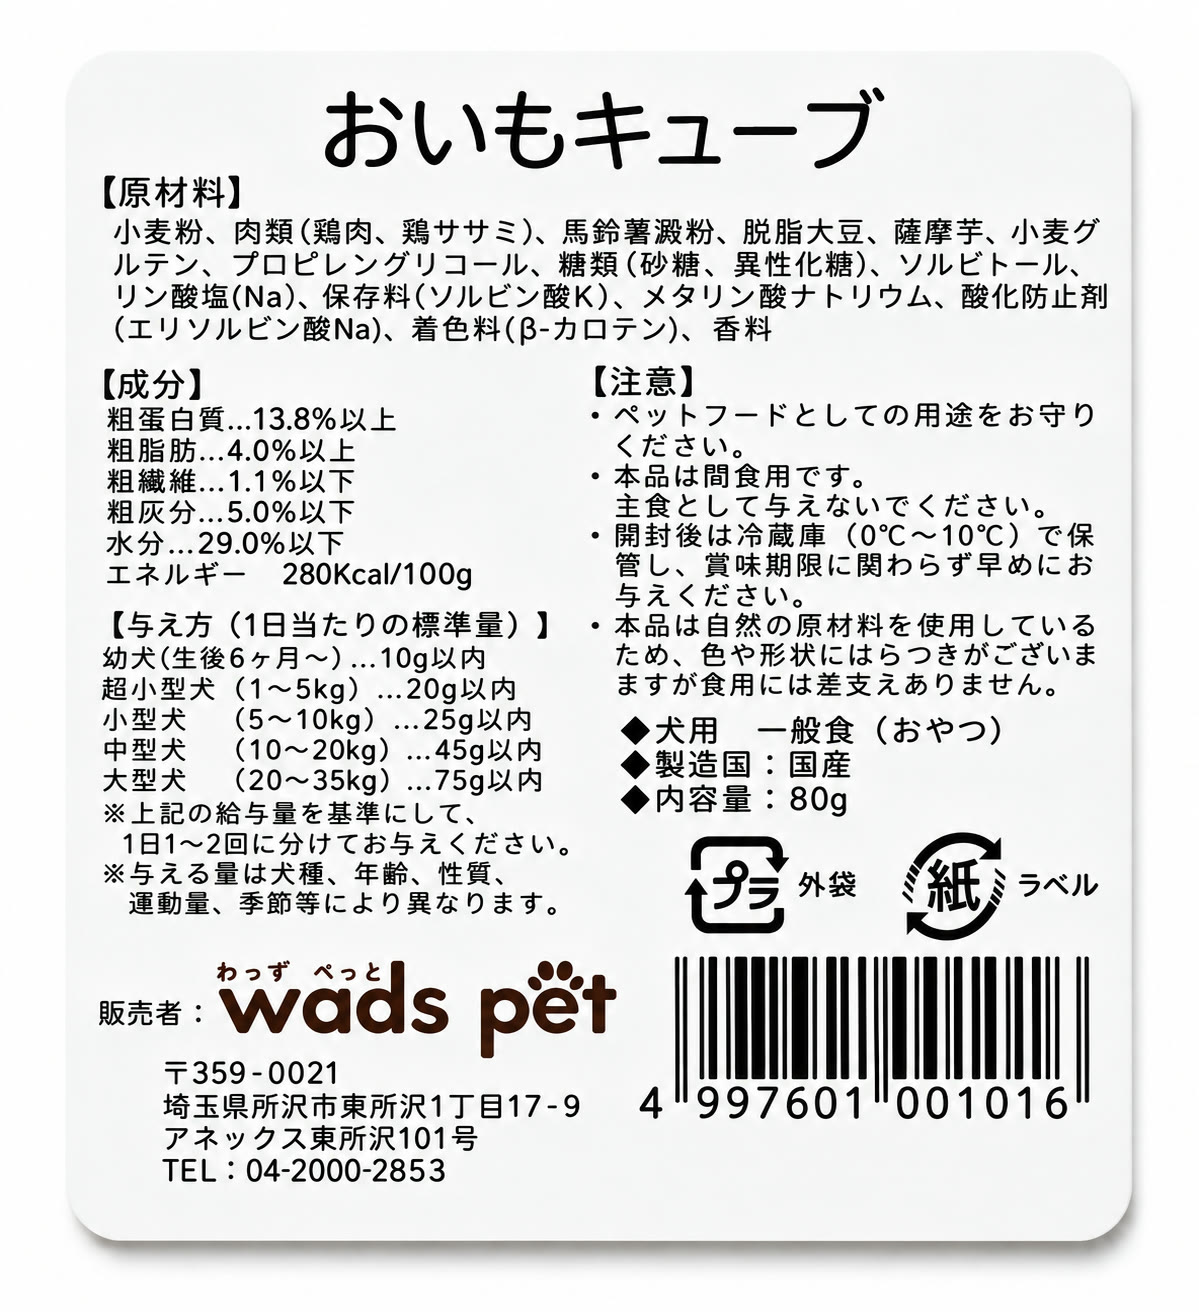 おいもキューブ
【原材料】
小麦粉、肉類(鶏肉、鶏ササミ)、馬鈴薯澱粉、脱脂大豆、薩摩芋、小麦グ
ルテン、プロピレングリコール、糖類(砂糖、異性化糖)、ソルビトール、
リン酸塩(Na)、保存料(ソルビン酸K)、メタリン酸ナトリウム、酸化防止剤
(エリソルビン酸Na)、着色料(β-カロテン)、香料
【成分】
粗蛋白質…13.8%以上
粗脂肪…4.0%以上
粗繊維…1.1%以下
粗灰分…5.0%以下
水分…29.0%以下
エネルギー　280Kcal/100g
【与え方（1日当たりの標準量）】
幼犬(生後6ヶ月〜)…10g以内
超小型犬（1〜5kg）…20g以内
小型犬　（5〜10kg）…25g以内
中型犬　（10〜20kg）…45g以内
大型犬　（20〜35kg）…75g以内
※上記の給与量を基準にして、
1日1〜2回に分けてお与えください。
※与える量は犬種、年齢、性質、
運動量、季節等により異なります。
【注意】
・ペットフードとしての用途をお守り
ください。
・本品は間食用です。
主食として与えないでください。
・開封後は冷蔵庫（0℃〜10℃）で保
管し、賞味期限に関わらず早めにお
与えください。
・本品は自然の原材料を使用している
ため、色や形状にはらつきがございま
ますが食用には差支えありません。
◆犬用　一般食（おやつ）
◆製造国：国産
◆内容量：80g
プラ 外袋
紙 ラベル
わっず ぺっと
販売者：wads pet
〒359-0021
埼玉県所沢市東所沢1丁目17-9
アネックス東所沢101号
TEL：04-2000-2853
4 997601 001016